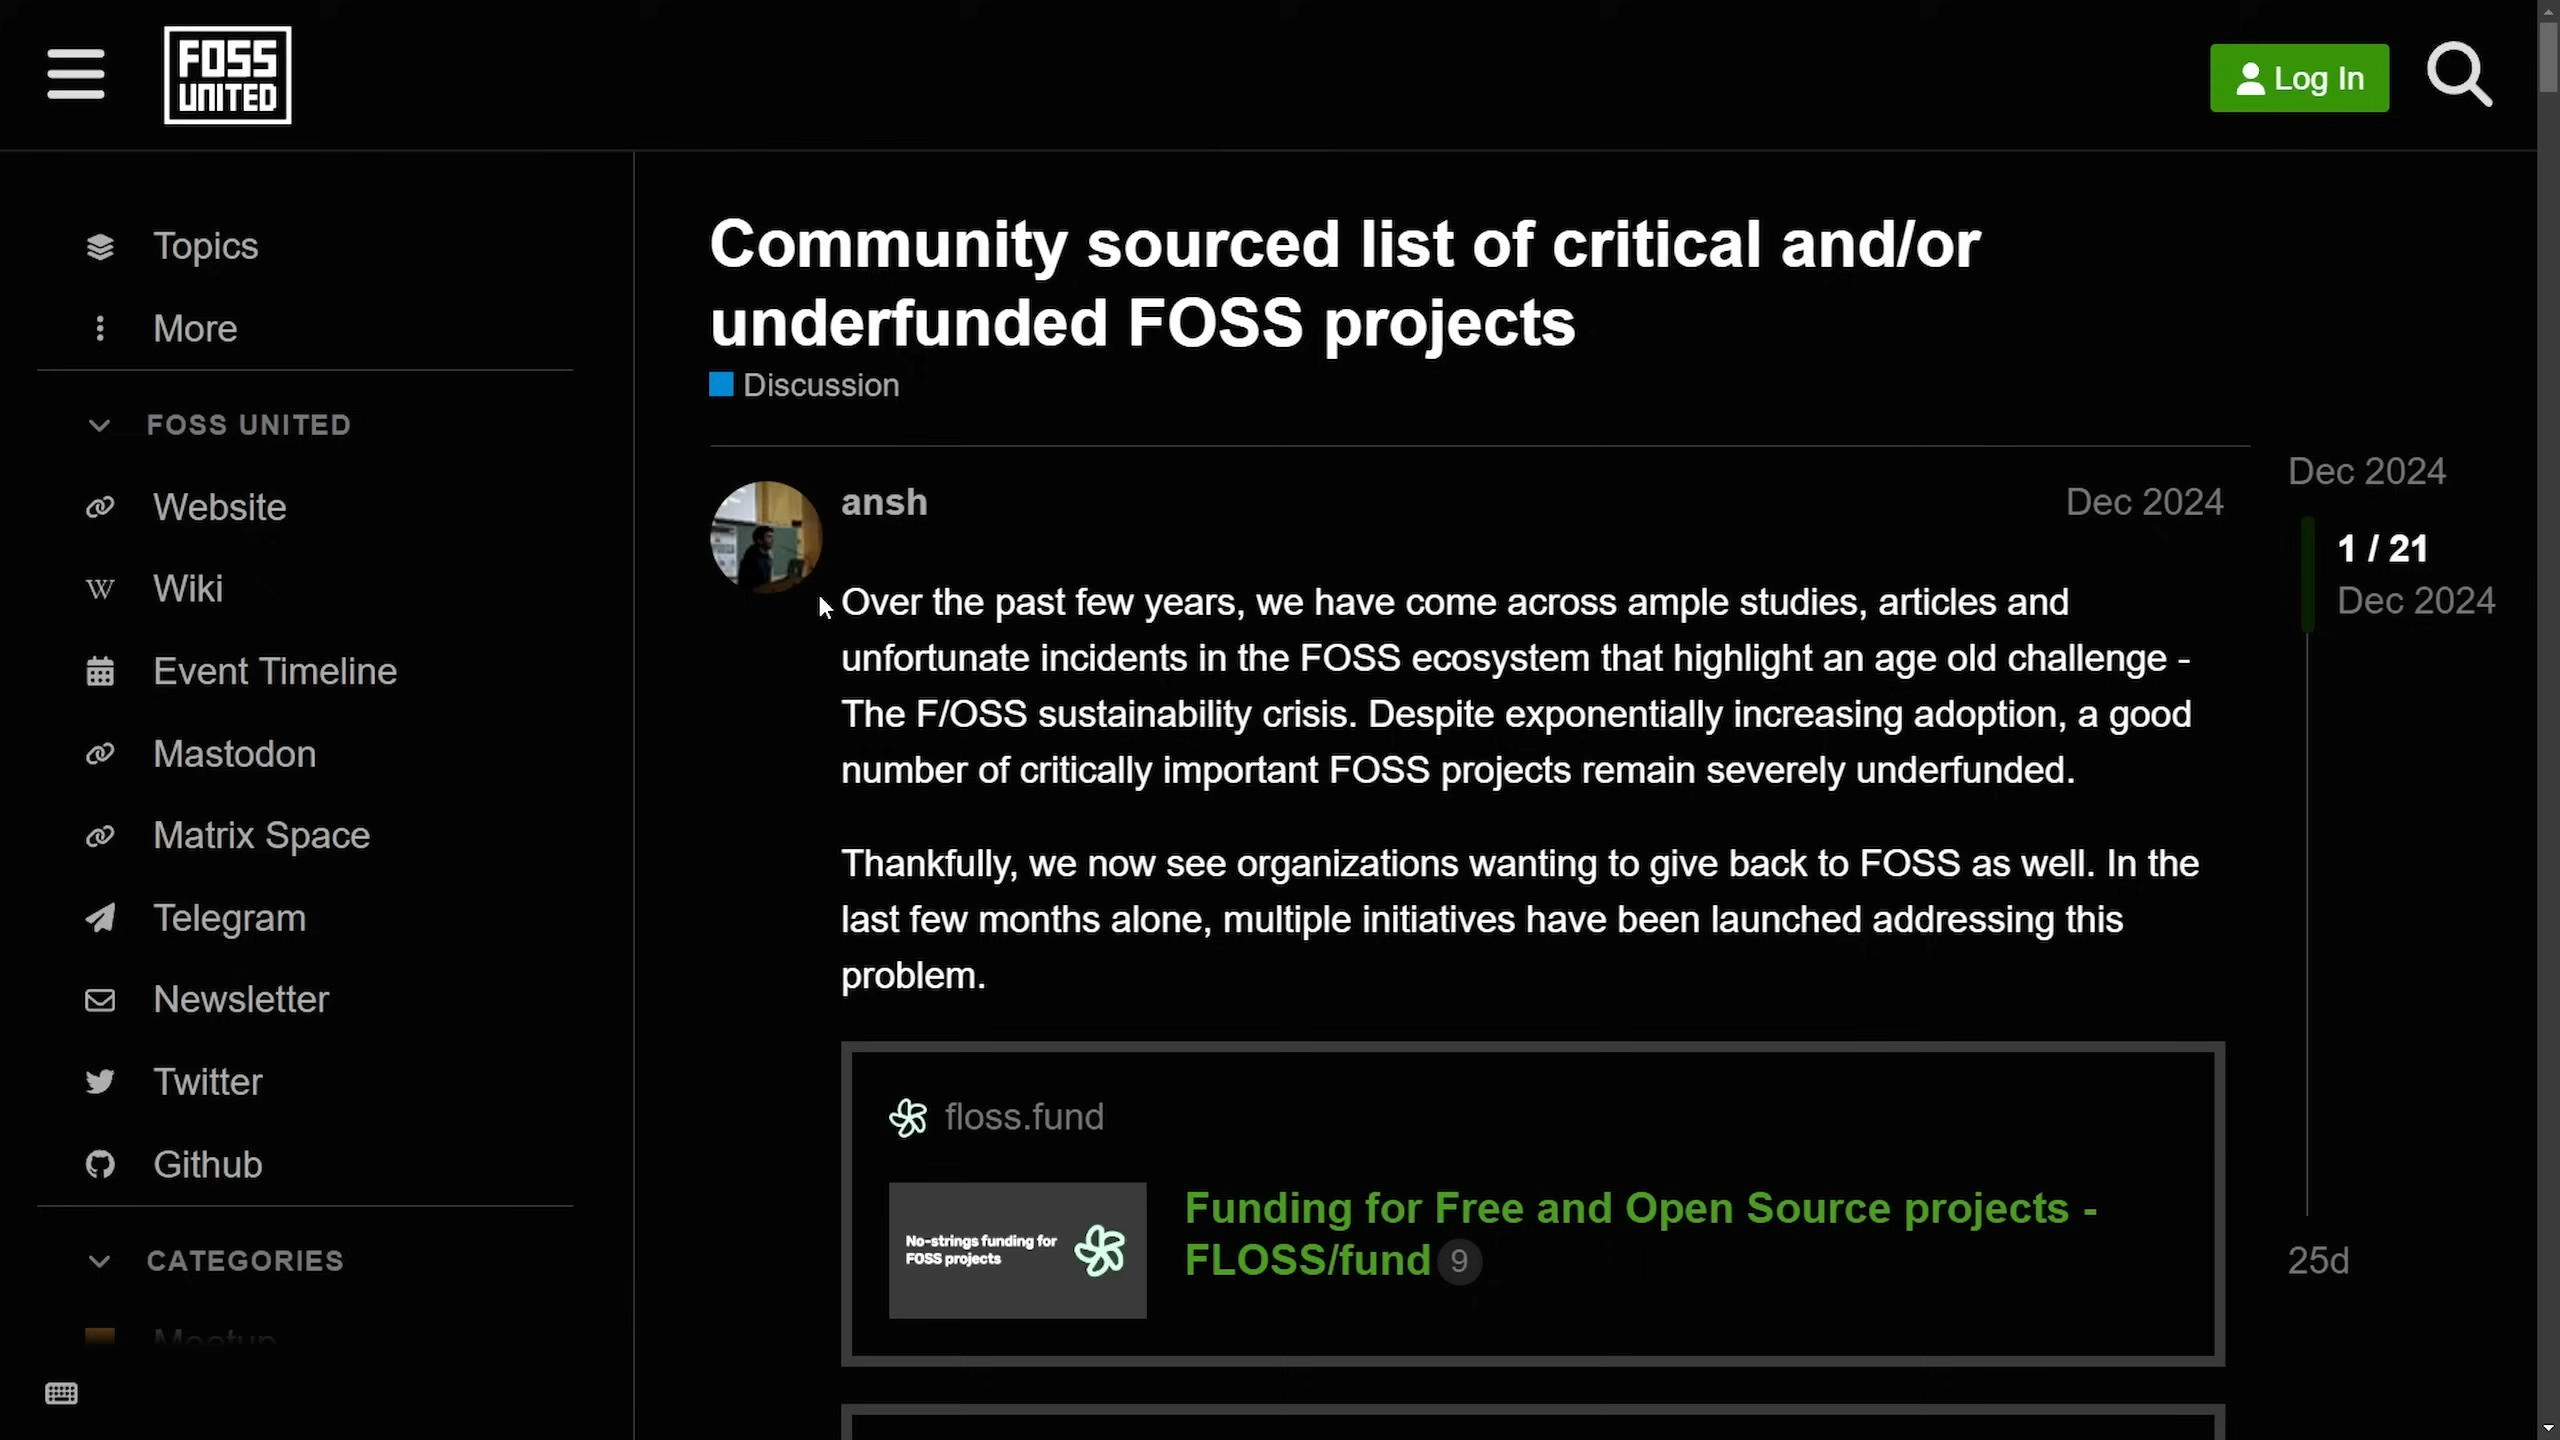 FOSS
UNITED
Log In
Topics
More
FOSS UNITED
Website
Wiki
Event Timeline
Mastodon
Matrix Space
Telegram
Newsletter
Twitter
Github
CATEGORIES
Meetup
Community sourced list of critical and/or
underfunded FOSS projects
Discussion
ansh
Dec 2024
Over the past few years, we have come across ample studies, articles and
unfortunate incidents in the FOSS ecosystem that highlight an age old challenge -
The F/OSS sustainability crisis. Despite exponentially increasing adoption, a good
number of critically important FOSS projects remain severely underfunded.
Thankfully, we now see organizations wanting to give back to FOSS as well. In the
last few months alone, multiple initiatives have been launched addressing this
problem.
floss.fund
No-strings funding for
FOSS projects
Funding for Free and Open Source projects -
FLOSS/fund 9
Dec 2024
1 / 21
Dec 2024
25d